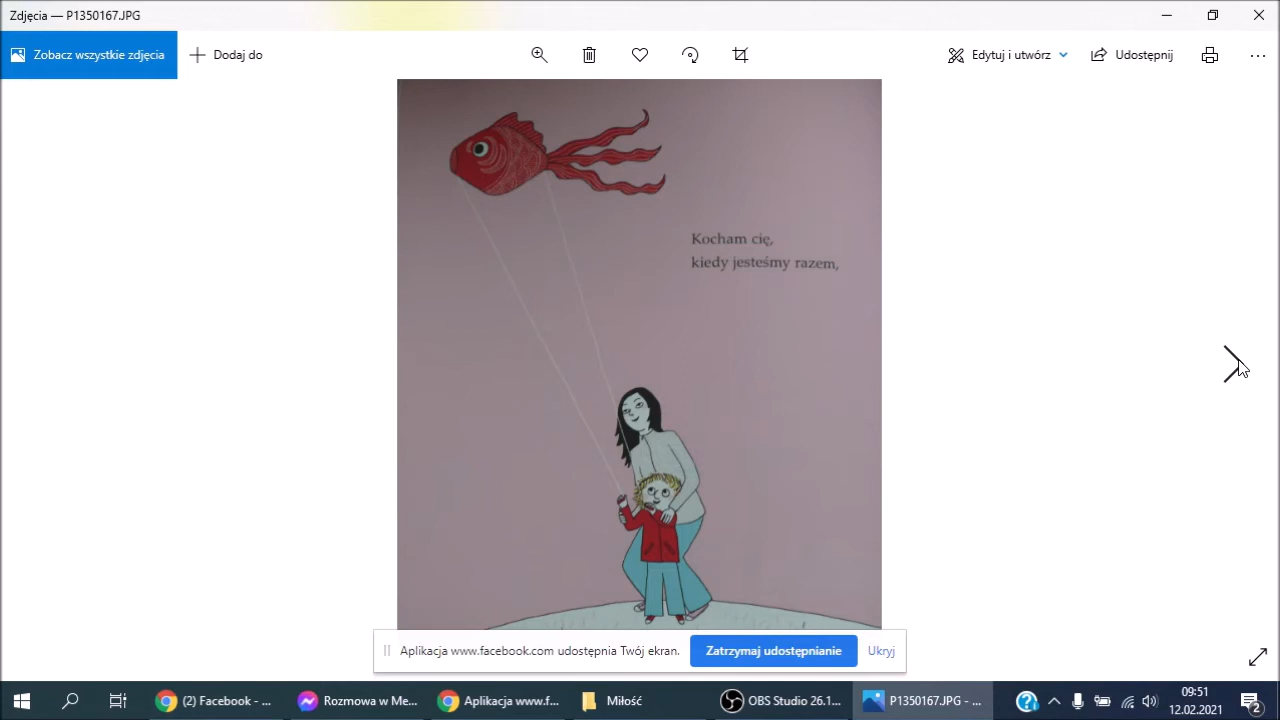 Zdjęcia — P1350167.JPG
Zobacz wszystkie zdjęcia
Dodaj do
Edytuj i utwórz
Udostępnij
Kocham cię,
kiedy jesteśmy razem,
Aplikacja www.facebook.com udostępnia Twój ekran.
Zatrzymaj udostępnianie
Ukryj
(2) Facebook - ...
Rozmowa w Me...
Aplikacja www.f...
Miłość
OBS Studio 26.1...
P1350167.JPG - ...
09:51
12.02.2021
2